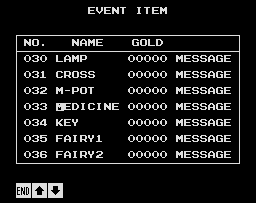 EVENT ITEM
NO. NAME GOLD
030 LAMP 00000 MESSAGE
031 CROSS 00000 MESSAGE
032 M-POT 00000 MESSAGE
033 MEDICINE 00000 MESSAGE
034 KEY 00000 MESSAGE
035 FAIRY1 00000 MESSAGE
036 FAIRY2 00000 MESSAGE
END ↑ ↓